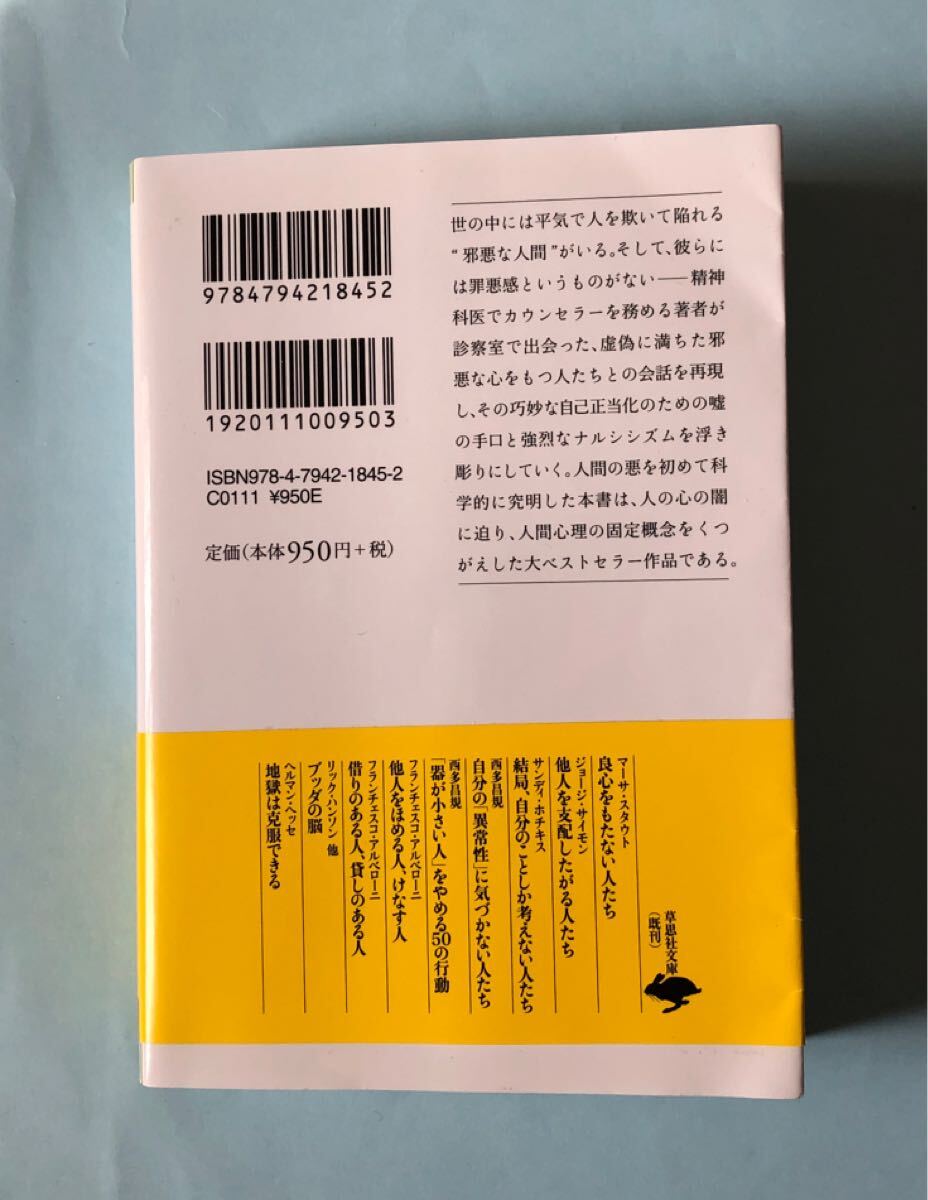 9784794218452
1920111009503
ISBN978-4-7942-1845-2
C0111 ¥950E
定価(本体950円+税)
世の中には平気で人を欺いて陥れる
“邪悪な人間”がいる。そして、彼らに
は罪悪感というものがない——精神
科医でカウンセラーを務める著者が
診察室で出会った、虚偽に満ちた邪
悪な心をもつ人たちとの会話を再現
し、その巧妙な自己正当化のための嘘
の手口と強烈なナルシシズムを浮き
彫りにしていく。人間の悪を初めて科
学的に究明した本書は、人の心の闇
に迫り、人間心理の固定概念をくつ
がえした大ベストセラー作品である。
草思社文庫
(既刊)
マーサ・スタウト
良心をもたない人たち
ジョージ・サイモン
他人を支配したがる人たち
サンディ・ホチキス
結局、自分のことしか考えない人たち
西多昌規
自分の「異常性」に気づかない人たち
西多昌規
「器が小さい人」をやめる50の行動
フランチェスコ・アルベローニ
他人をほめる人、けなす人
フランチェスコ・アルベローニ
借りのある人、貸しのある人
リック・ハンソン 他
ブッダの脳
ヘルマン・ヘッセ
地獄は克服できる